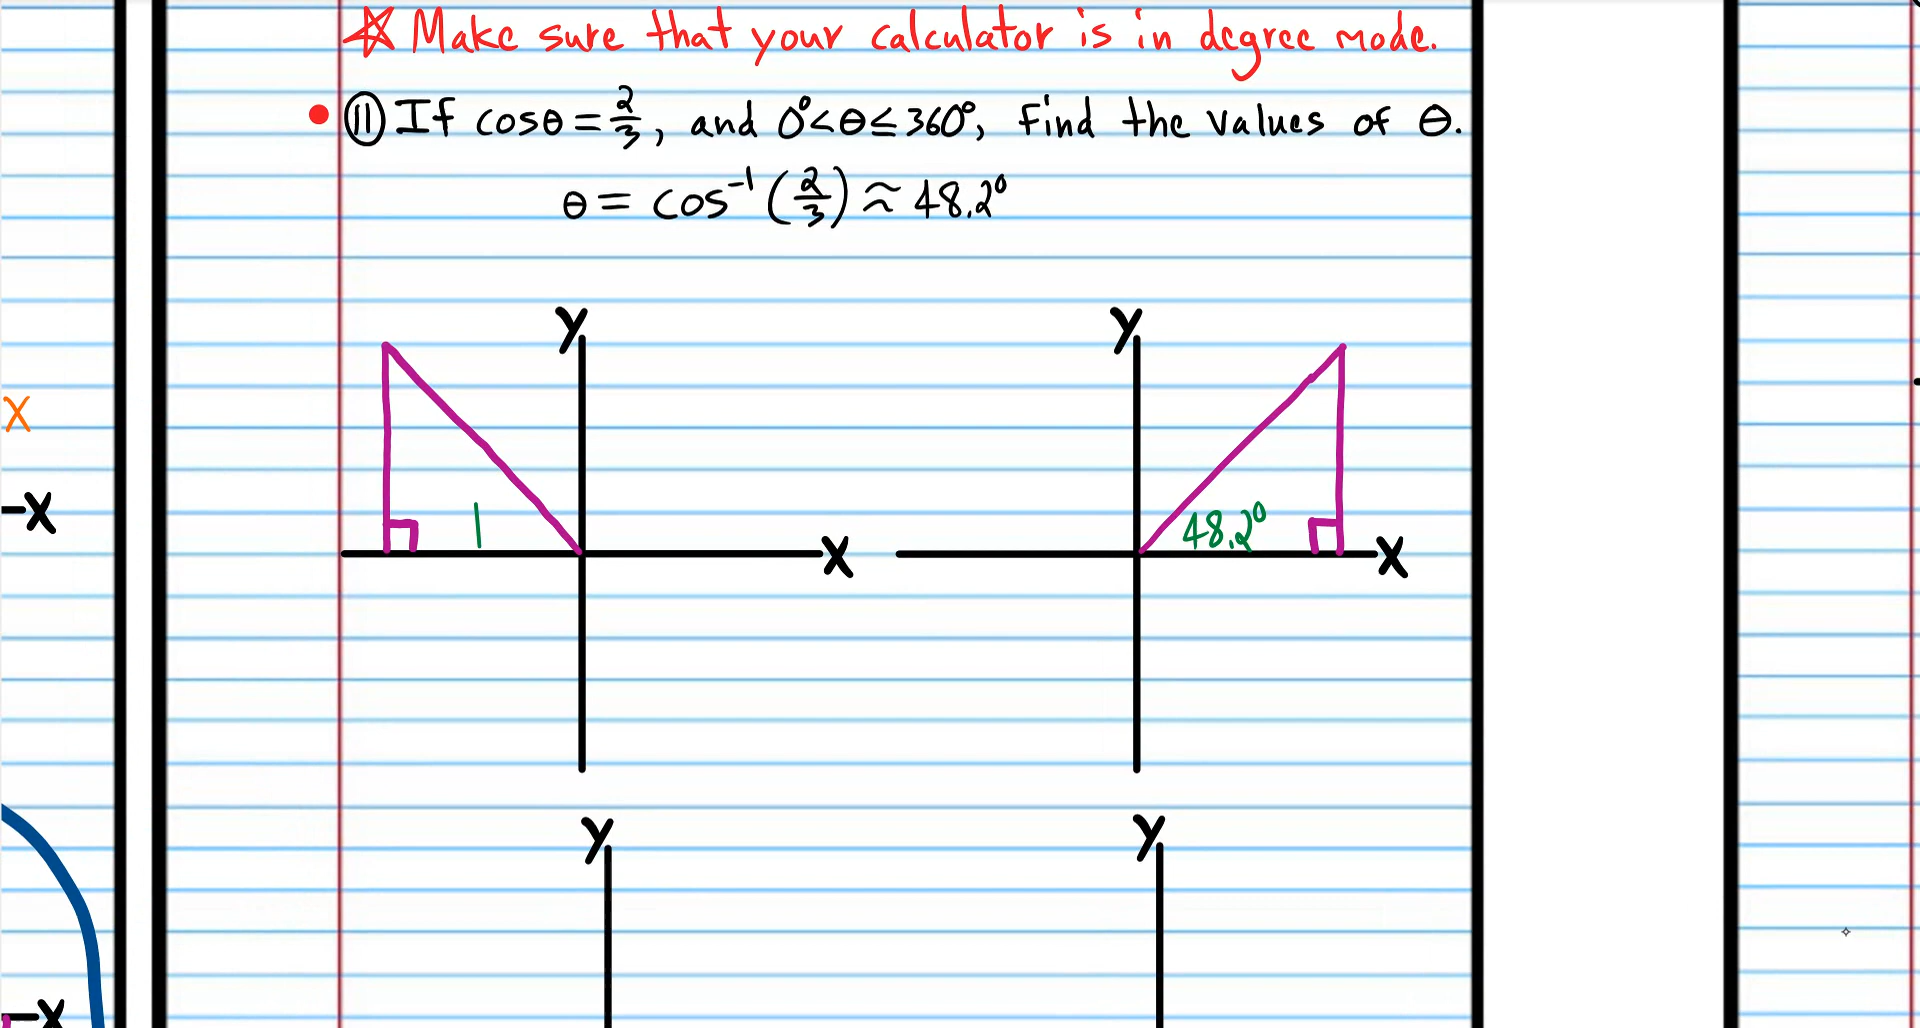 ☆ Make sure that your calculator is in degree mode.
• ⑪ If cosθ = 2/3, and 0° < θ ≤ 360°, find the values of θ.
θ = cos⁻¹(2/3) ≈ 48.2°
y y
x
1 48.2°
-x x x
y y
-x